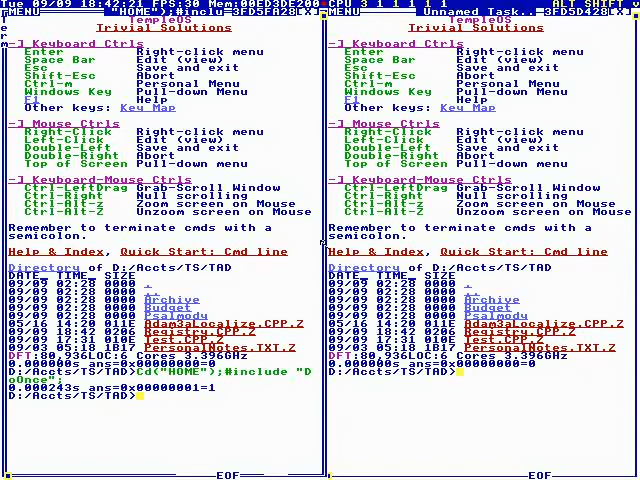 Tue 09/09 18:42:21 FPS:30 Mem:00ED3DE200 CPU 3 1 1 1 1 1 ALT SHIFT v
MENU "HOME");#inclu 3FD5FA28[X]
T
e
r
m
TempleOS
Trivial Solutions
-] Keyboard Ctrls
Enter Right-click menu
Space Bar Edit (view)
Esc Save and exit
Shift-Esc Abort
Ctrl-m Personal Menu
Windows Key Pull-down Menu
F1 Help
Other keys: Key Map
-] Mouse Ctrls
Right-Click Right-click menu
Left-Click Edit (view)
Double-Left Save and exit
Double-Right Abort
Top of Screen Pull-down menu
-] Keyboard-Mouse Ctrls
Ctrl-LeftDrag Grab-Scroll Window
Ctrl-Right Null scrolling
Ctrl-Alt-z Zoom screen on Mouse
Ctrl-Alt-Z Unzoom screen on Mouse
Remember to terminate cmds with a
semicolon.
Help & Index, Quick Start: Cmd line
Directory of D:/Accts/TS/TAD
DATE_ TIME_ SIZE
09/09 02:28 0000 .
09/09 02:28 0000 ..
09/09 02:28 0000 Archive
09/09 02:28 0000 Budget
09/09 02:28 0000 Psalmody
05/16 14:20 011E Adam3aLocalize.CPP.Z
09/09 18:42 0206 Registry.CPP.Z
09/09 17:31 010E Test.CPP.Z
09/03 05:18 1B17 PersonalNotes.TXT.Z
DFT:80,936LOC:6 Cores 3.396GHz
0.000000s ans=0x00000000=0
D:/Accts/TS/TAD>Cd("HOME");#include "D
oOnce";
0.000243s ans=0x00000001=1
D:/Accts/TS/TAD>
EOF
MENU Unnamed Task.. 3FD5D428[X]
TempleOS
Trivial Solutions
-] Keyboard Ctrls
Enter Right-click menu
Space Bar Edit (view)
Esc Save and exit
Shift-Esc Abort
Ctrl-m Personal Menu
Windows Key Pull-down Menu
F1 Help
Other keys: Key Map
-] Mouse Ctrls
Right-Click Right-click menu
Left-Click Edit (view)
Double-Left Save and exit
Double-Right Abort
Top of Screen Pull-down menu
-] Keyboard-Mouse Ctrls
Ctrl-LeftDrag Grab-Scroll Window
Ctrl-Right Null scrolling
Ctrl-Alt-z Zoom screen on Mouse
Ctrl-Alt-Z Unzoom screen on Mouse
Remember to terminate cmds with a
semicolon.
Help & Index, Quick Start: Cmd line
Directory of D:/Accts/TS/TAD
DATE_ TIME_ SIZE
09/09 02:28 0000 .
09/09 02:28 0000 ..
09/09 02:28 0000 Archive
09/09 02:28 0000 Budget
09/09 02:28 0000 Psalmody
05/16 14:20 011E Adam3aLocalize.CPP.Z
09/09 18:42 0206 Registry.CPP.Z
09/09 17:31 010E Test.CPP.Z
09/03 05:18 1B17 PersonalNotes.TXT.Z
DFT:80,936LOC:6 Cores 3.396GHz
0.000000s ans=0x00000000=0
D:/Accts/TS/TAD>
EOF